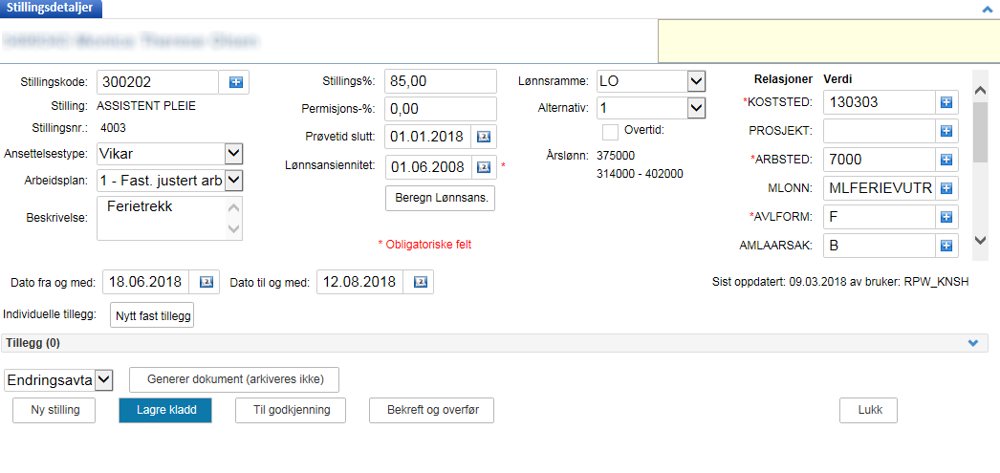 Stillingsdetaljer
Stillingskode: 300202
Stilling: ASSISTENT PLEIE
Stillingsnr.: 4003
Ansettelsestype: Vikar
Arbeidsplan: 1 - Fast. justert arb
Beskrivelse: Ferietrekk
Stillings%: 85,00
Permisjons-%: 0,00
Prøvetid slutt: 01.01.2018
Lønnsansiennitet: 01.06.2008 *
Beregn Lønnsans.
* Obligatoriske felt
Lønnsramme: LO
Alternativ: 1
Overtid:
Årslønn: 375000
314000 - 402000
Relasjoner Verdi
*KOSTSTED: 130303
PROSJEKT:
*ARBSTED: 7000
MLONN: MLFERIEVUTR
*AVLFORM: F
AMLAARSAK: B
Dato fra og med: 18.06.2018 Dato til og med: 12.08.2018
Sist oppdatert: 09.03.2018 av bruker: RPW_KNSH
Individuelle tillegg: Nytt fast tillegg
Tillegg (0)
Endringsavta Generer dokument (arkiveres ikke)
Ny stilling Lagre kladd Til godkjenning Bekreft og overfør Lukk